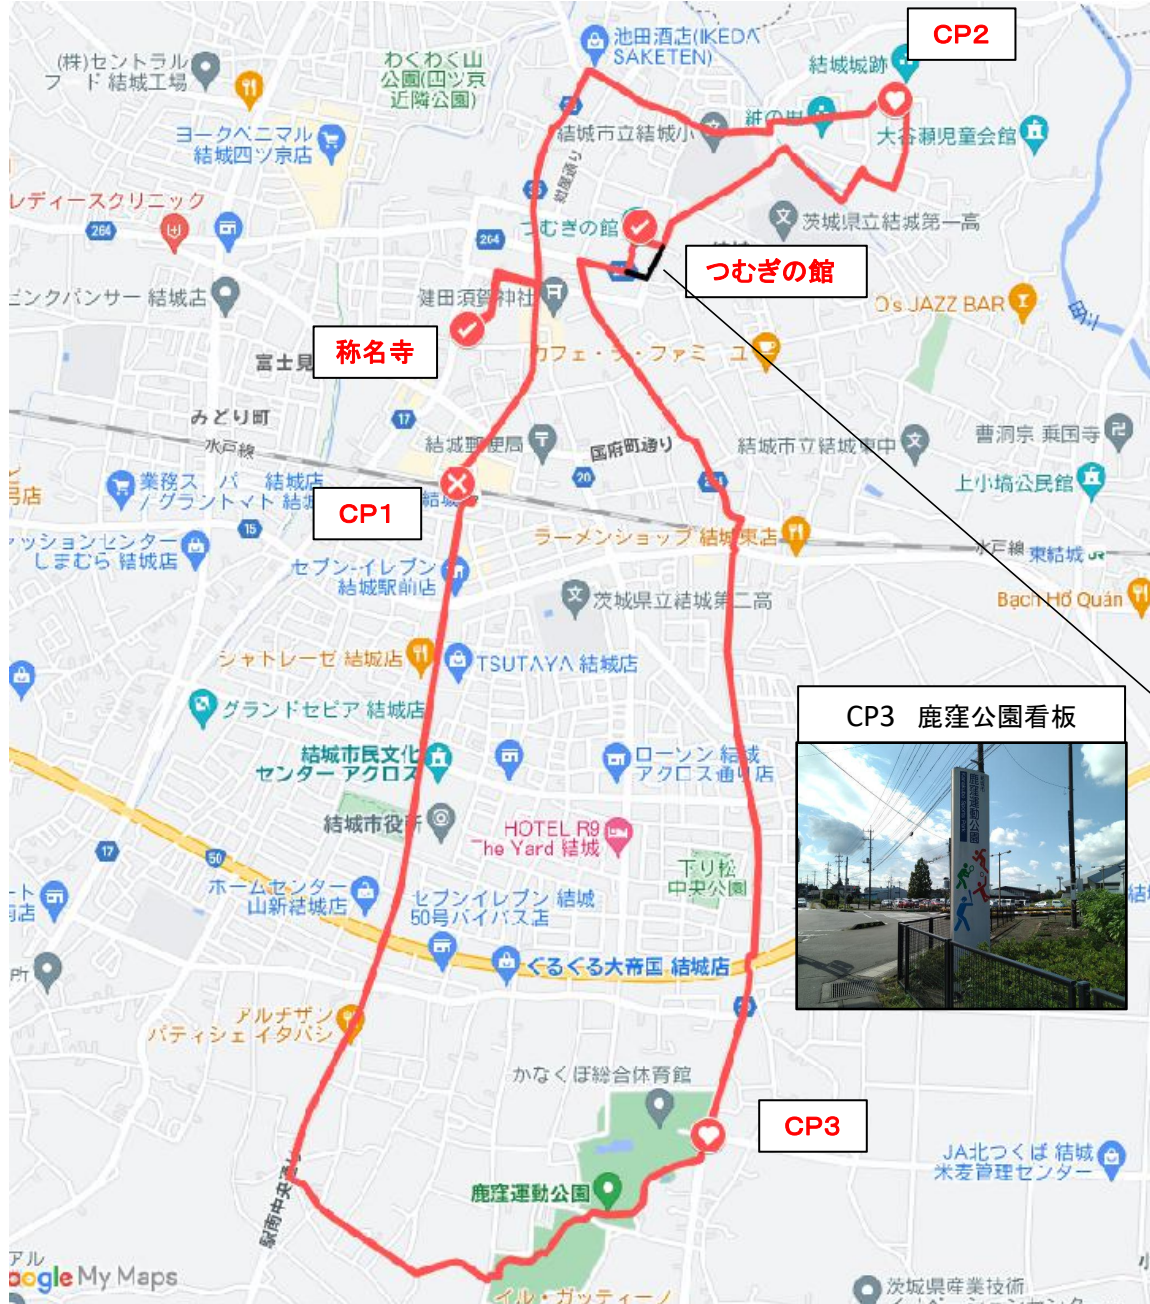 池田酒店(IKEDA
SAKETEN)
CP2
(株)セントラル
フード 結城工場
わくわく山
公園(四ツ京
近隣公園)
結城城跡
ヨークベニマル
結城四ツ京店
結城市立結城小
大谷瀬児童会館
紺屋通り
レディースクリニック
264
204
つむぎの館
茨城県立結城第一高
つむぎの館
ピンクパンサー 結城店
健田須賀神社
O's JAZZ BAR
称名寺
富士見
カフェ・ラ・ファミーユ
みどり町
17
水戸線
結城郵便局
国府町通り
結城市立結城東中
曹洞宗 乗国寺
20
業務スーパー 結城店
/グラントマト 結城
上小塙公民館
CP1
15
ファッションセンター
しまむら 結城店
ラーメンショップ 結城東店
水戸線
東結城 JR
セブン-イレブン
結城駅前店
茨城県立結城第二高
Bạch Hổ Quán
シャトレーゼ 結城店
TSUTAYA 結城店
グランドセピア 結城店
CP3 鹿窪公園看板
結城市民文化
センター アクロス
ローソン 結城
アクロス通り店
鹿窪運動公園
結城市役所
HOTEL R9
The Yard 結城
17
50
下り松
中央公園
ホームセンター
山新結城店
セブンイレブン 結城
50号バイパス店
ぐるぐる大帝国 結城店
アルチザン
パティシェ イタバシ
かなくぼ総合体育館
CP3
JA北つくば 結城
米麦管理センター
鹿窪運動公園
駅南中央通り
アル
Google My Maps
茨城県産業技術
イル・ガッティーノ